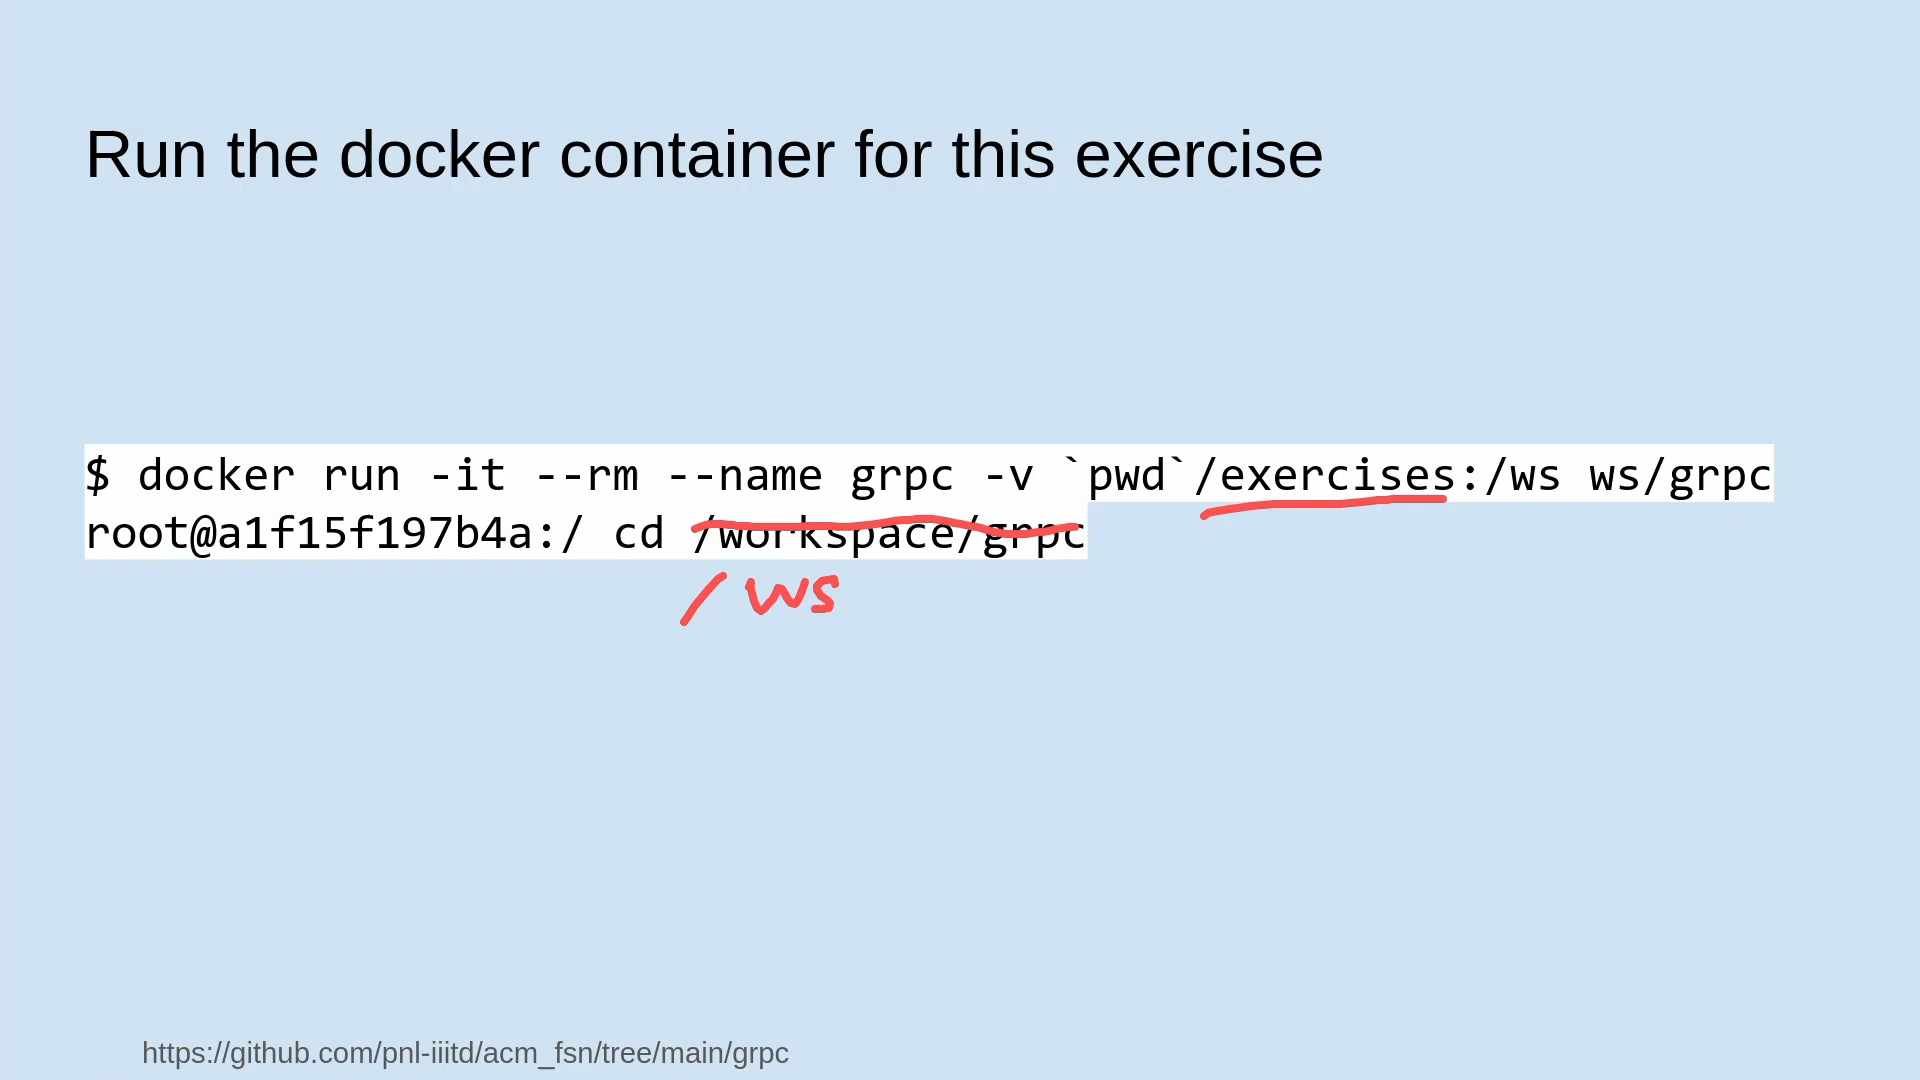 Run the docker container for this exercise
$ docker run -it --rm --name grpc -v `pwd`/exercises:/ws ws/grpc
root@a1f15f197b4a:/ cd /workspace/grpc
/ws
https://github.com/pnl-iiitd/acm_fsn/tree/main/grpc